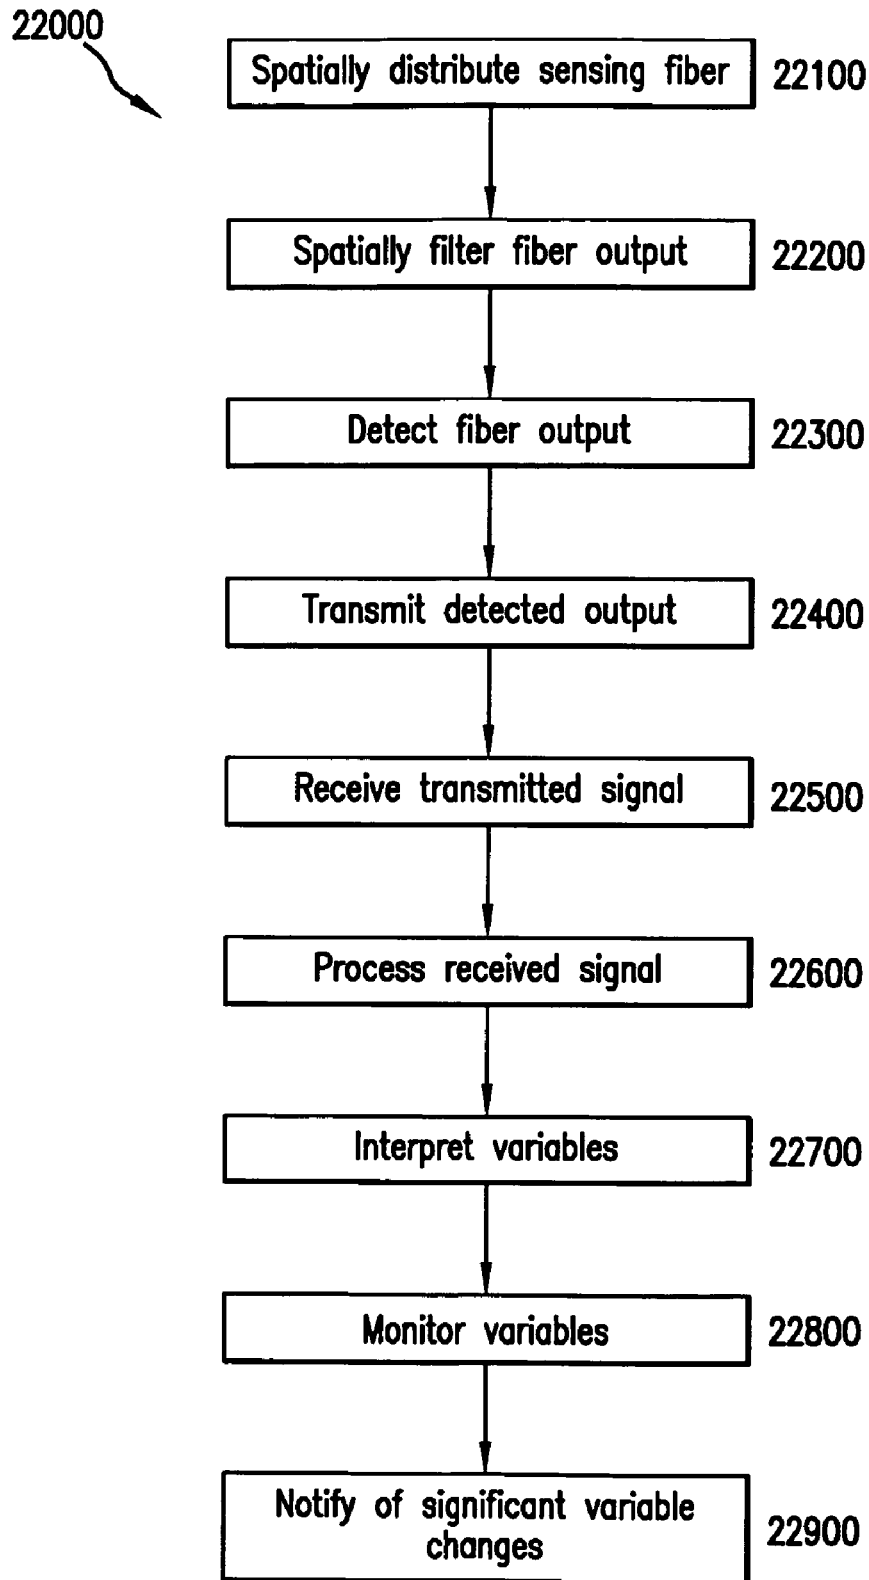 22000
Spatially distribute sensing fiber 22100
Spatially filter fiber output 22200
Detect fiber output 22300
Transmit detected output 22400
Receive transmitted signal 22500
Process received signal 22600
Interpret variables 22700
Monitor variables 22800
Notify of significant variable
changes 22900